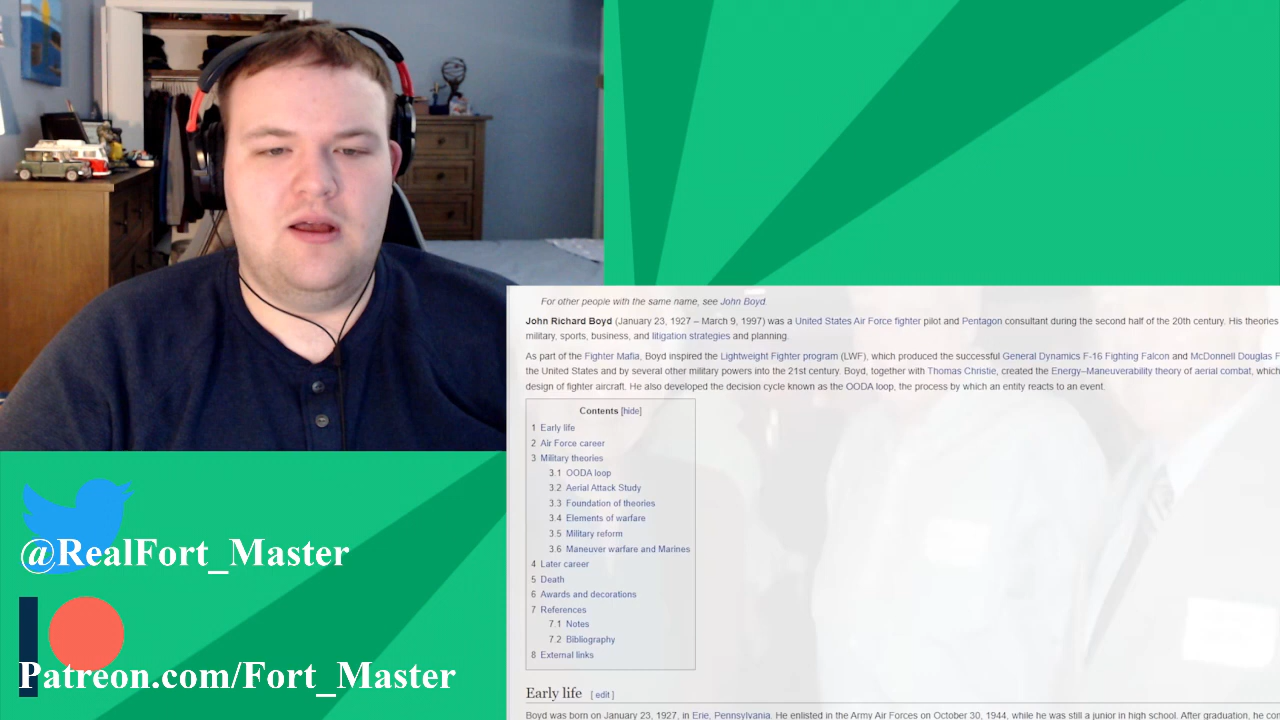 For other people with the same name, see John Boyd.
John Richard Boyd (January 23, 1927 – March 9, 1997) was a United States Air Force fighter pilot and Pentagon consultant during the second half of the 20th century. His theories
military, sports, business, and litigation strategies and planning.
As part of the Fighter Mafia, Boyd inspired the Lightweight Fighter program (LWF), which produced the successful General Dynamics F-16 Fighting Falcon and McDonnell Douglas F
the United States and by several other military powers into the 21st century. Boyd, together with Thomas Christie, created the Energy–Maneuverability theory of aerial combat, which
design of fighter aircraft. He also developed the decision cycle known as the OODA loop, the process by which an entity reacts to an event.
Contents [hide]
1 Early life
2 Air Force career
3 Military theories
3.1 OODA loop
3.2 Aerial Attack Study
3.3 Foundation of theories
3.4 Elements of warfare
3.5 Military reform
3.6 Maneuver warfare and Marines
4 Later career
5 Death
6 Awards and decorations
7 References
7.1 Notes
7.2 Bibliography
8 External links
Early life [ edit ]
Boyd was born on January 23, 1927, in Erie, Pennsylvania. He enlisted in the Army Air Forces on October 30, 1944, while he was still a junior in high school. After graduation, he co
@RealFort_Master
Patreon.com/Fort_Master